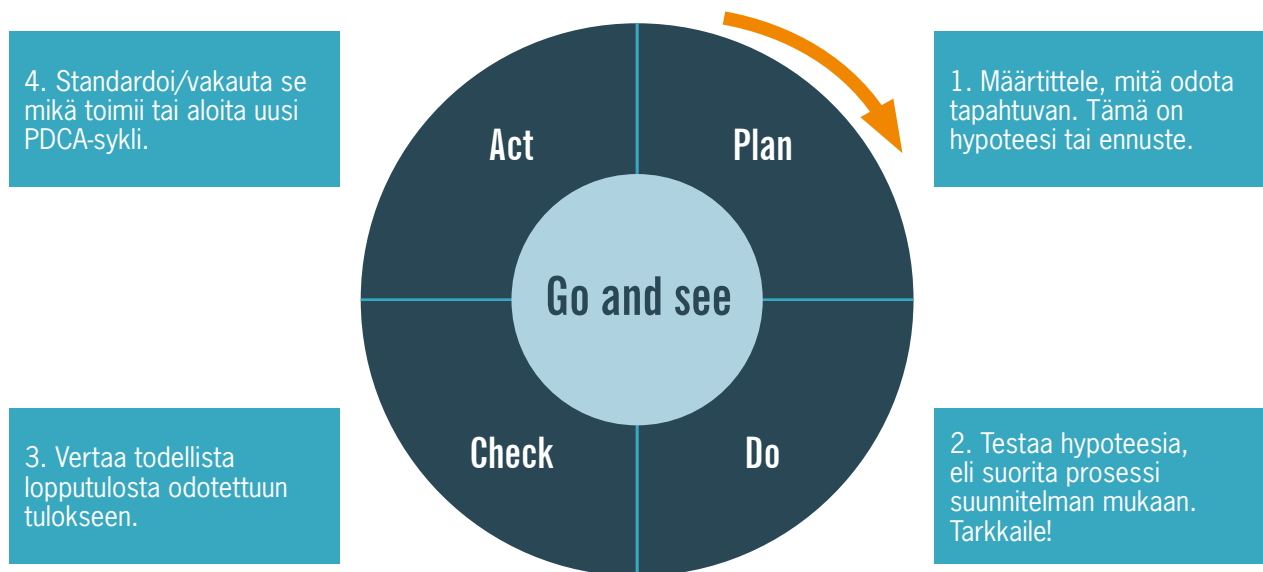 4. Standardoi/vakauta se
mikä toimii tai aloita uusi
PDCA-sykli.
Act
Plan
1. Määrtittele, mitä odota
tapahtuvan. Tämä on
hypoteesi tai ennuste.
Go and see
3. Vertaa todellista
lopputulosta odotettuun
tulokseen.
Check
Do
2. Testaa hypoteesia,
eli suorita prosessi
suunnitelman mukaan.
Tarkkaile!